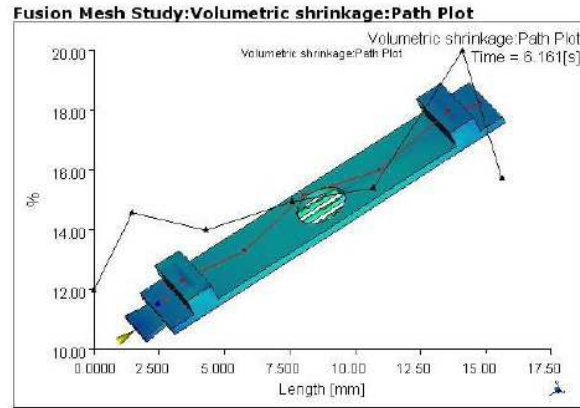 Fusion Mesh Study:Volumetric shrinkage:Path Plot
Volumetric shrinkage:Path Plot
Time = 6.161[s]
Volumetric shrinkage:Path Plot
20.00
18.00
16.00
14.00
12.00
10.00
%
0.0000 2.500 5.000 7.500 10.00 12.50 15.00 17.50
Length [mm]